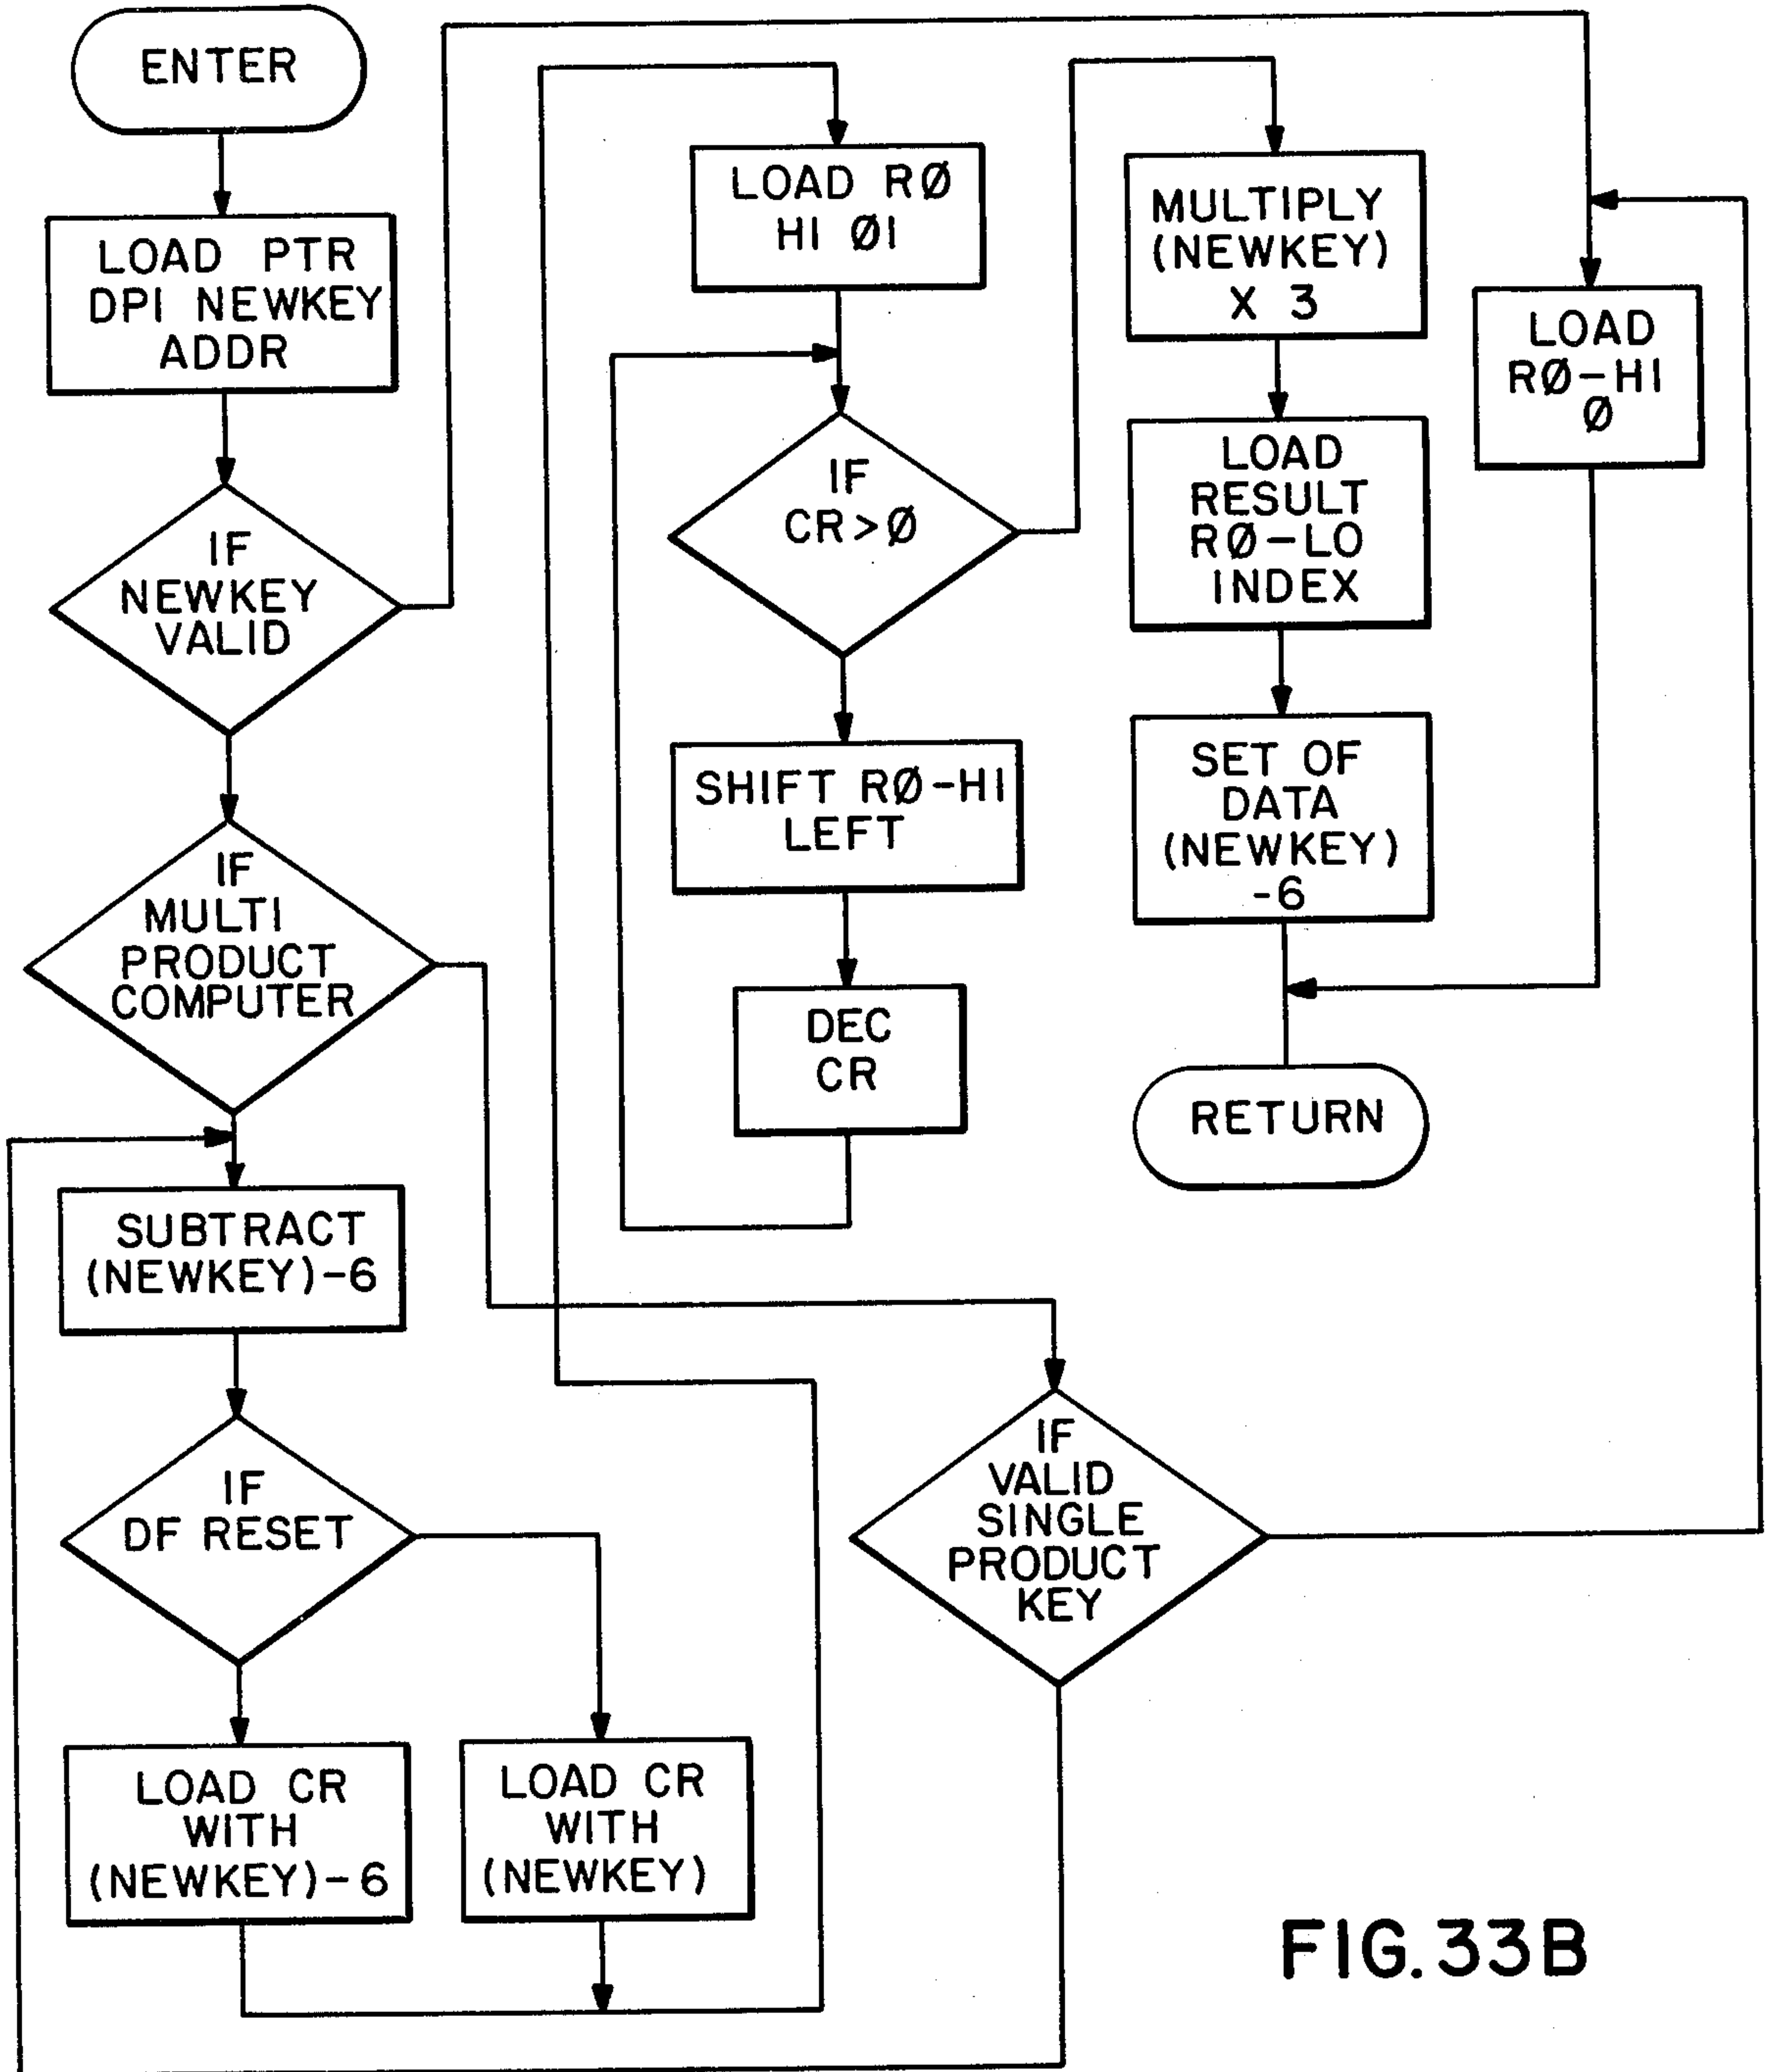 ENTER
LOAD PTR
DPI NEWKEY
ADDR
IF
NEWKEY
VALID
IF
MULTI
PRODUCT
COMPUTER
SUBTRACT
(NEWKEY)-6
IF
DF RESET
LOAD CR
WITH
(NEWKEY)-6
LOAD CR
WITH
(NEWKEY)
LOAD RØ
HI Ø1
IF
CR>Ø
SHIFT RØ-HI
LEFT
DEC
CR
MULTIPLY
(NEWKEY)
X 3
LOAD
RESULT
RØ-LO
INDEX
SET OF
DATA
(NEWKEY)
-6
RETURN
LOAD
RØ-HI
Ø
IF
VALID
SINGLE
PRODUCT
KEY
FIG.33B